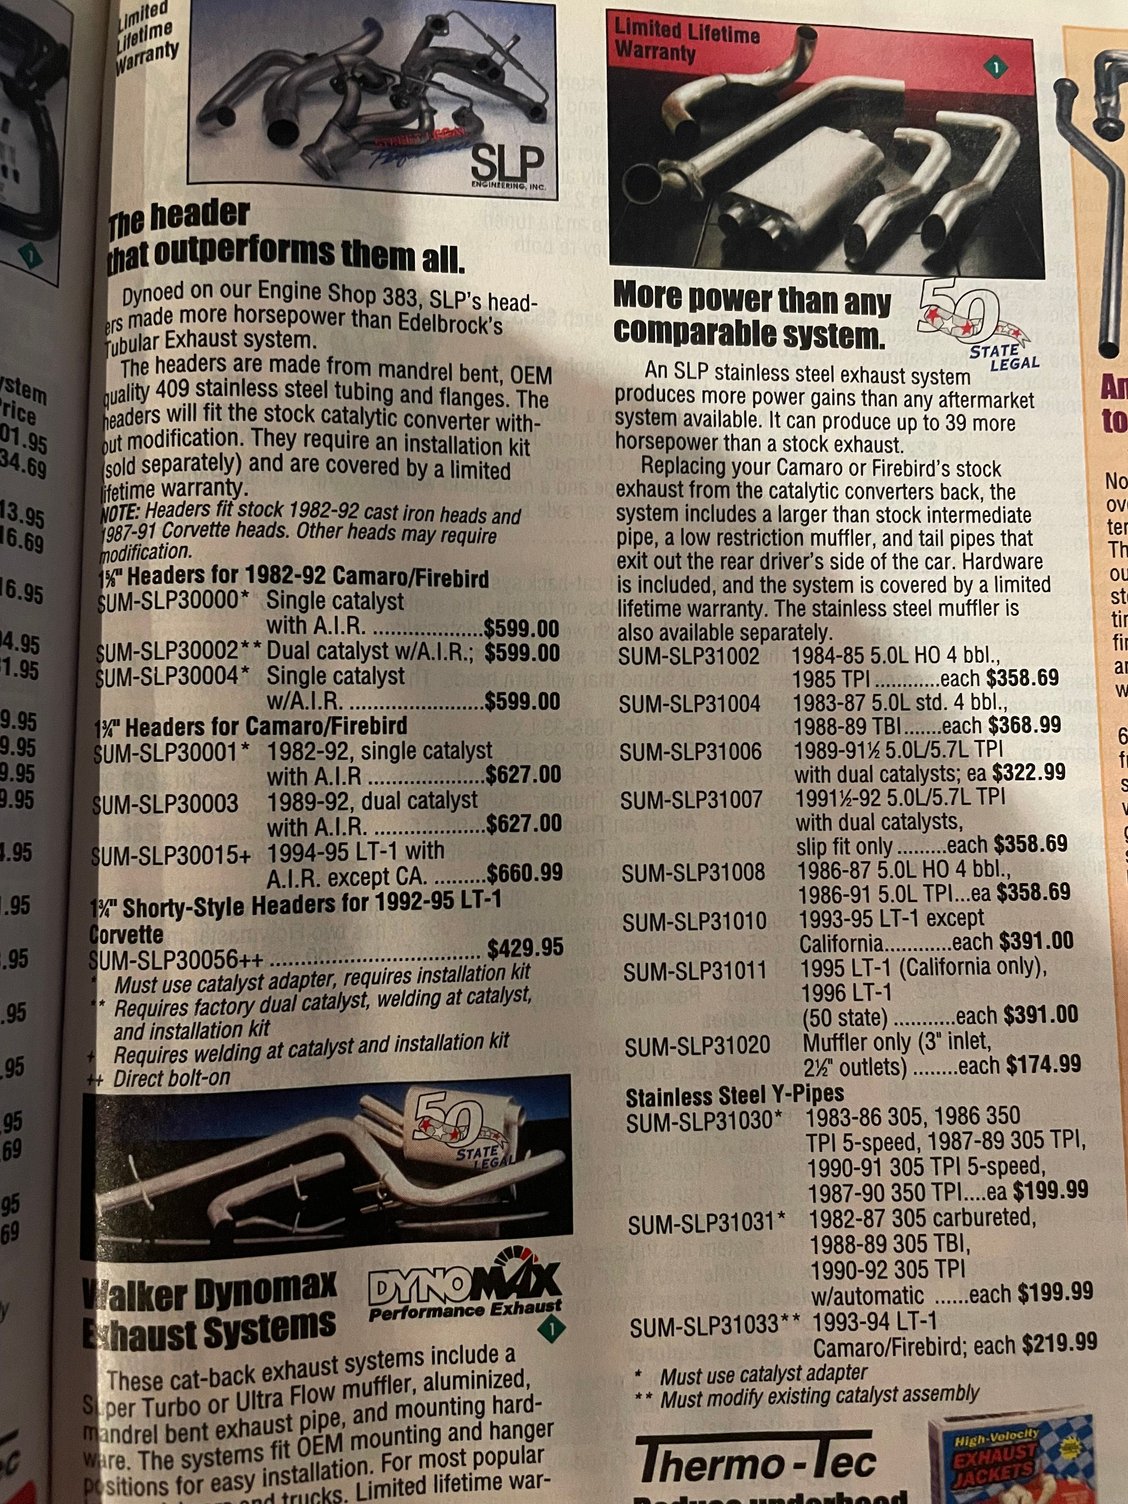 Limited
Lifetime
Warranty
STREET LEGAL
Performance
SLP
ENGINEERING, INC.
The header
that outperforms them all.
Dynoed on our Engine Shop 383, SLP's head-
ers made more horsepower than Edelbrock's
Tubular Exhaust system.
The headers are made from mandrel bent, OEM
quality 409 stainless steel tubing and flanges. The
headers will fit the stock catalytic converter with-
out modification. They require an installation kit
(sold separately) and are covered by a limited
lifetime warranty.
NOTE: Headers fit stock 1982-92 cast iron heads and
1987-91 Corvette heads. Other heads may require
modification.
1⅝" Headers for 1982-92 Camaro/Firebird
SUM-SLP30000* Single catalyst
with A.I.R. ...................$599.00
SUM-SLP30002** Dual catalyst w/A.I.R.; $599.00
SUM-SLP30004* Single catalyst
w/A.I.R. ........................$599.00
1¾" Headers for Camaro/Firebird
SUM-SLP30001* 1982-92, single catalyst
with A.I.R ....................$627.00
SUM-SLP30003 1989-92, dual catalyst
with A.I.R. ...................$627.00
SUM-SLP30015+ 1994-95 LT-1 with
A.I.R. except CA. .........$660.99
1¾" Shorty-Style Headers for 1992-95 LT-1
Corvette
SUM-SLP30056++ .................................... $429.95
* Must use catalyst adapter, requires installation kit
** Requires factory dual catalyst, welding at catalyst,
and installation kit
+ Requires welding at catalyst and installation kit
++ Direct bolt-on
50
STATE
LEGAL
Walker Dynomax
Exhaust Systems
DYNOMAX
Performance Exhaust
1
These cat-back exhaust systems include a
Super Turbo or Ultra Flow muffler, aluminized,
mandrel bent exhaust pipe, and mounting hard-
ware. The systems fit OEM mounting and hanger
positions for easy installation. For most popular
and trucks. Limited lifetime war-
Limited Lifetime
Warranty
1
More power than any
comparable system.
50
STATE
LEGAL
An SLP stainless steel exhaust system
produces more power gains than any aftermarket
system available. It can produce up to 39 more
horsepower than a stock exhaust.
Replacing your Camaro or Firebird's stock
exhaust from the catalytic converters back, the
system includes a larger than stock intermediate
pipe, a low restriction muffler, and tail pipes that
exit out the rear driver's side of the car. Hardware
is included, and the system is covered by a limited
lifetime warranty. The stainless steel muffler is
also available separately.
SUM-SLP31002 1984-85 5.0L HO 4 bbl.,
1985 TPI ...........each $358.69
SUM-SLP31004 1983-87 5.0L std. 4 bbl.,
1988-89 TBI.......each $368.99
SUM-SLP31006 1989-91½ 5.0L/5.7L TPI
with dual catalysts; ea $322.99
SUM-SLP31007 1991½-92 5.0L/5.7L TPI
with dual catalysts,
slip fit only .........each $358.69
SUM-SLP31008 1986-87 5.0L HO 4 bbl.,
1986-91 5.0L TPI...ea $358.69
SUM-SLP31010 1993-95 LT-1 except
California............each $391.00
SUM-SLP31011 1995 LT-1 (California only),
1996 LT-1
(50 state) ...........each $391.00
SUM-SLP31020 Muffler only (3" inlet,
2½" outlets) ........each $174.99
Stainless Steel Y-Pipes
SUM-SLP31030* 1983-86 305, 1986 350
TPI 5-speed, 1987-89 305 TPI,
1990-91 305 TPI 5-speed,
1987-90 350 TPI....ea $199.99
SUM-SLP31031* 1982-87 305 carbureted,
1988-89 305 TBI,
1990-92 305 TPI
w/automatic ......each $199.99
SUM-SLP31033** 1993-94 LT-1
Camaro/Firebird; each $219.99
* Must use catalyst adapter
** Must modify existing catalyst assembly
Thermo-Tec
High-Velocity
EXHAUST
JACKETS